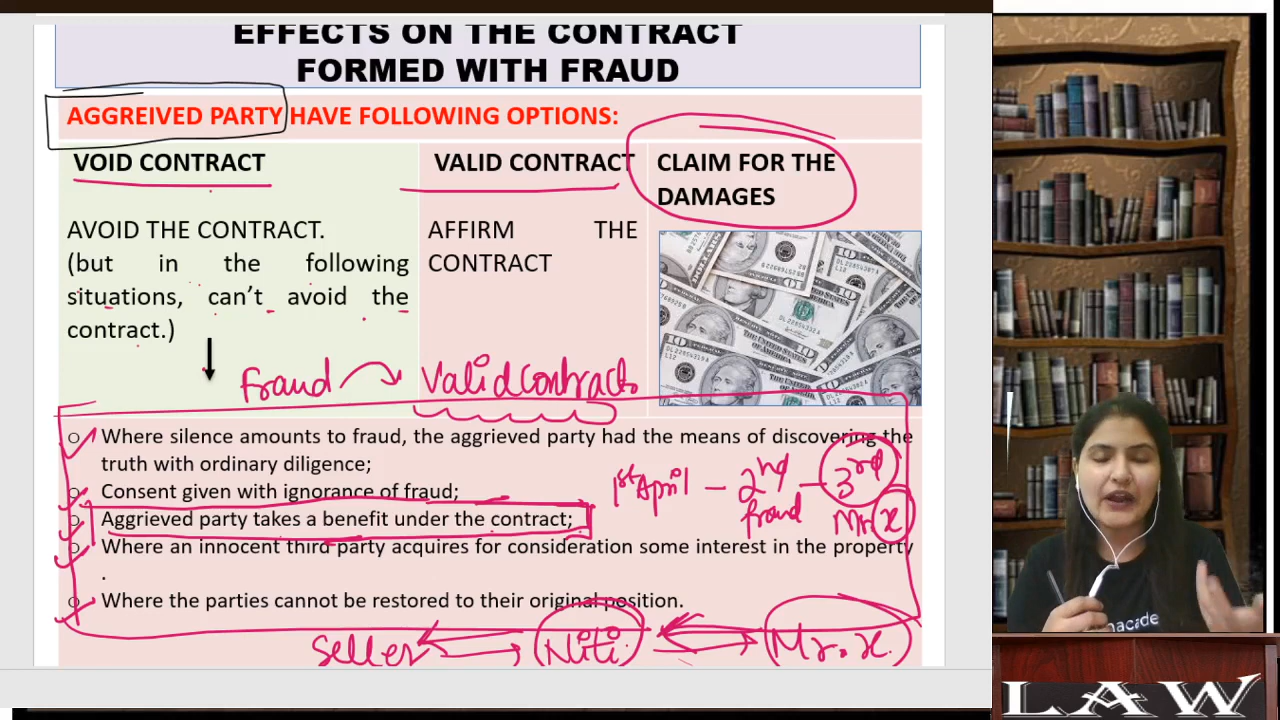 EFFECTS ON THE CONTRACT
FORMED WITH FRAUD
AGGREIVED PARTY HAVE FOLLOWING OPTIONS:
VOID CONTRACT
AVOID THE CONTRACT.
(but in the following
situations, can't avoid the
contract.)
VALID CONTRACT
AFFIRM THE
CONTRACT
CLAIM FOR THE
DAMAGES
Fraud
Valid contracts
Where silence amounts to fraud, the aggrieved party had the means of discovering the
truth with ordinary diligence;
Consent given with ignorance of fraud;
Aggrieved party takes a benefit under the contract;
Where an innocent third party acquires for consideration some interest in the property
.
Where the parties cannot be restored to their original position.
1st April - 2nd - 3rd
fraud Mr. x
Seller Niti Mr. x.
LAW